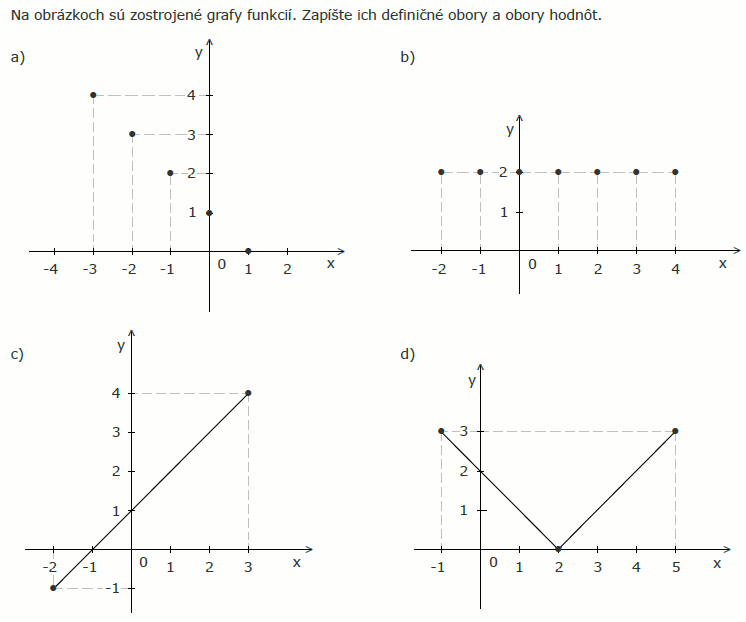 Na obrázkoch sú zostrojené grafy funkcií. Zapíšte ich definičné obory a obory hodnôt.
a)
y
4
3
2
1
-4 -3 -2 -1 0 1 2 x
b)
y
2
1
-2 -1 0 1 2 3 4 x
c)
y
4
3
2
1
-2 -1 0 1 2 3 x
-1
d)
y
3
2
1
-1 0 1 2 3 4 5 x